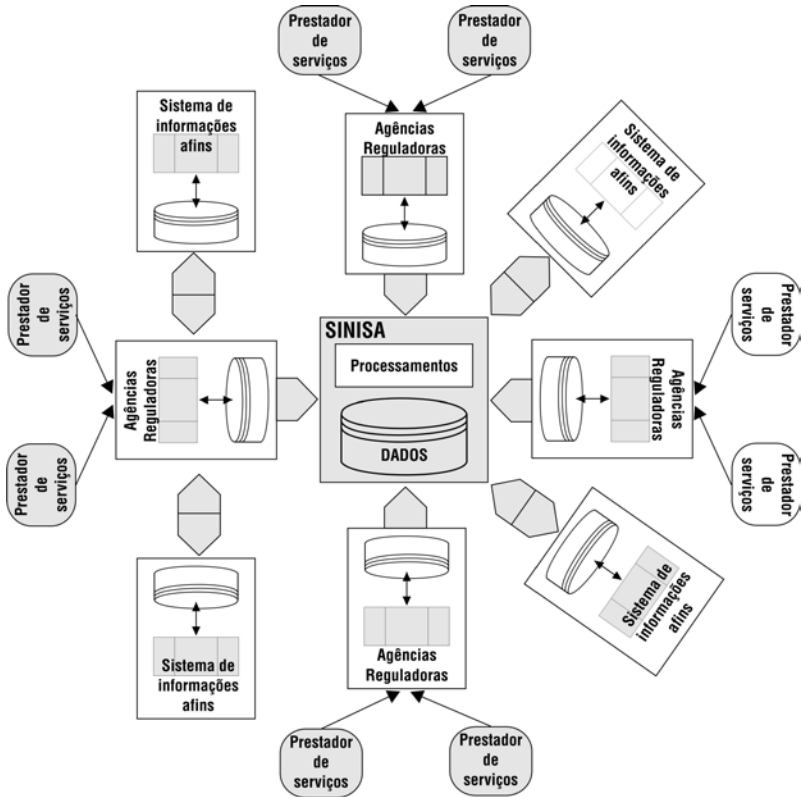 Prestador
de
serviços
Prestador
de
serviços
Sistema de
informações
afins
Agências
Reguladoras
Sistema de
informações
afins
Prestador
de
serviços
Prestador
de
serviços
Agências
Reguladoras
SINISA
Processamentos
DADOS
Agências
Reguladoras
Prestador
de
serviços
Prestador
de
serviços
Sistema de
informações
afins
Agências
Reguladoras
Sistema de
informações
afins
Prestador
de
serviços
Prestador
de
serviços